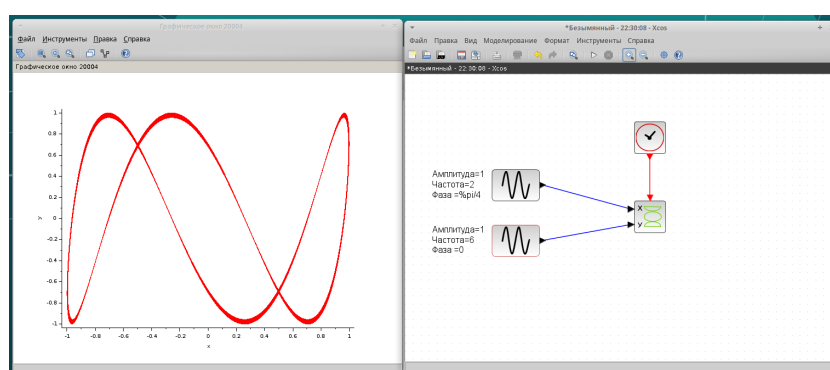 Графическое окно 20004
Файл Инструменты Правка Справка
Графическое окно 20004
1
0.8
0.6
0.4
0.2
0
-0.2
-0.4
-0.6
-0.8
-1
y
-1 -0.8 -0.6 -0.4 -0.2 0 0.2 0.4 0.6 0.8 1
x
*Безымянный - 22:30:08 - Xcos
Файл Правка Вид Моделирование Формат Инструменты Справка
*Безымянный - 22:30:08 - Xcos
Амплитуда=1
Частота=2
Фаза =%pi/4
Амплитуда=1
Частота=6
Фаза =0
X
У